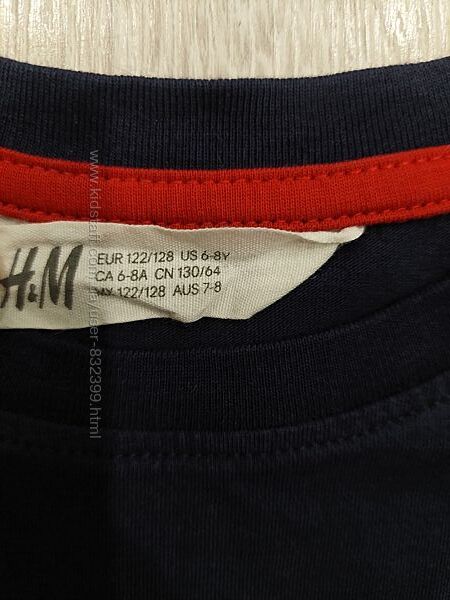 H&M
EUR 122/128 US 6-8Y
CA 6-8A CN 130/64
MX 122/128 AUS 7-8